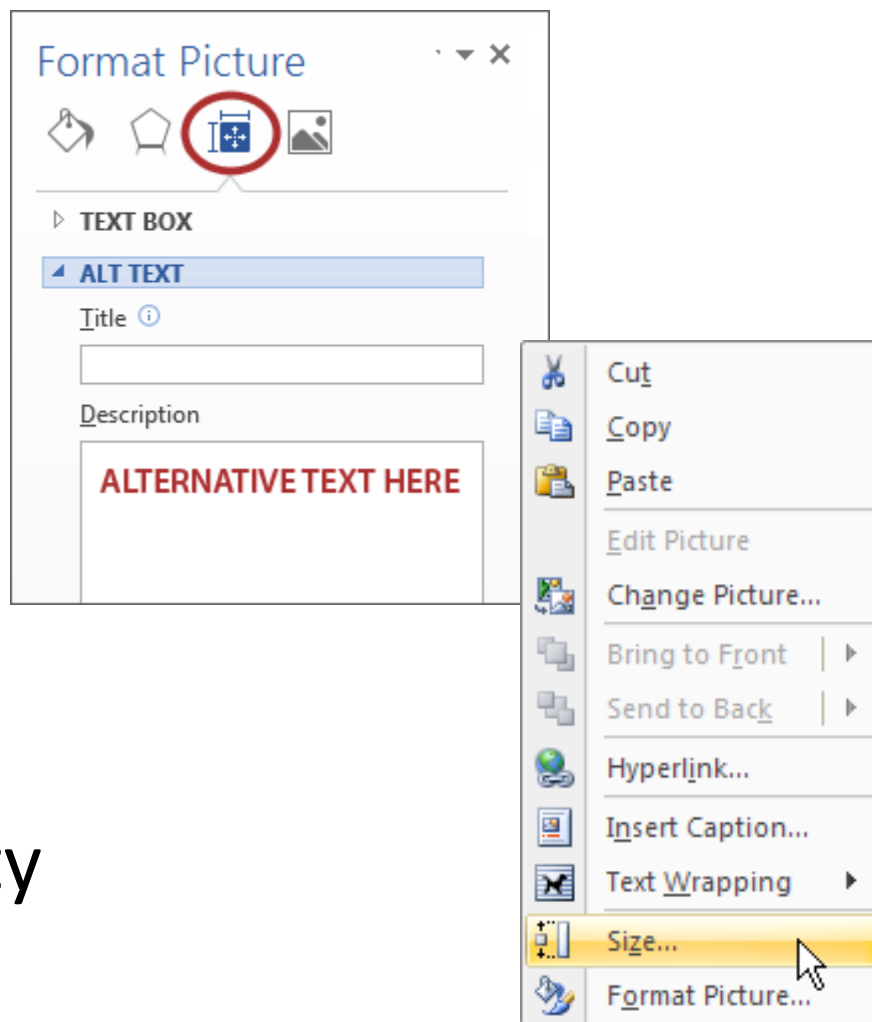 Format Picture
TEXT BOX
ALT TEXT
Title
Description
ALTERNATIVE TEXT HERE
Cut
Copy
Paste
Edit Picture
Change Picture...
Bring to Front
Send to Back
Hyperlink...
Insert Caption...
Text Wrapping
Size...
Format Picture...